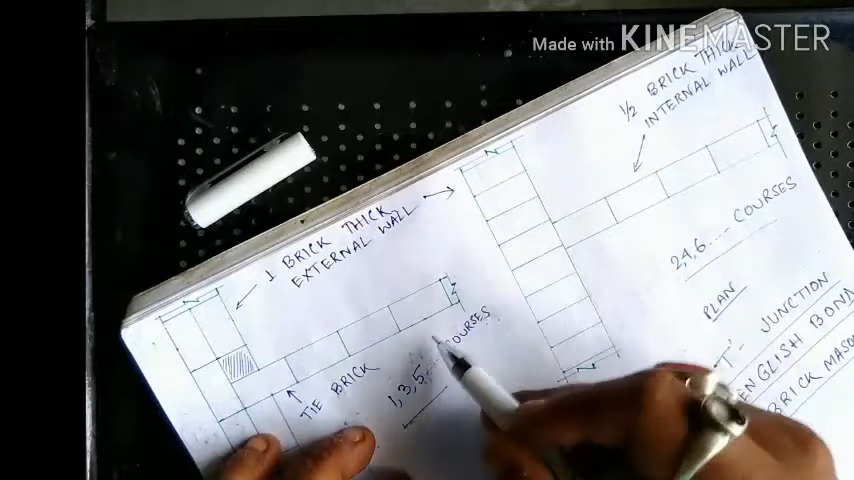 Made with KINEMASTER
1 BRICK THICK
EXTERNAL WALL
1/2 BRICK THICK
INTERNAL WALL
TIE BRICK
1,3,5,... COURSES
2,4,6.... COURSES
PLAN
'T'- JUNCTION
ENGLISH BOND
BRICK